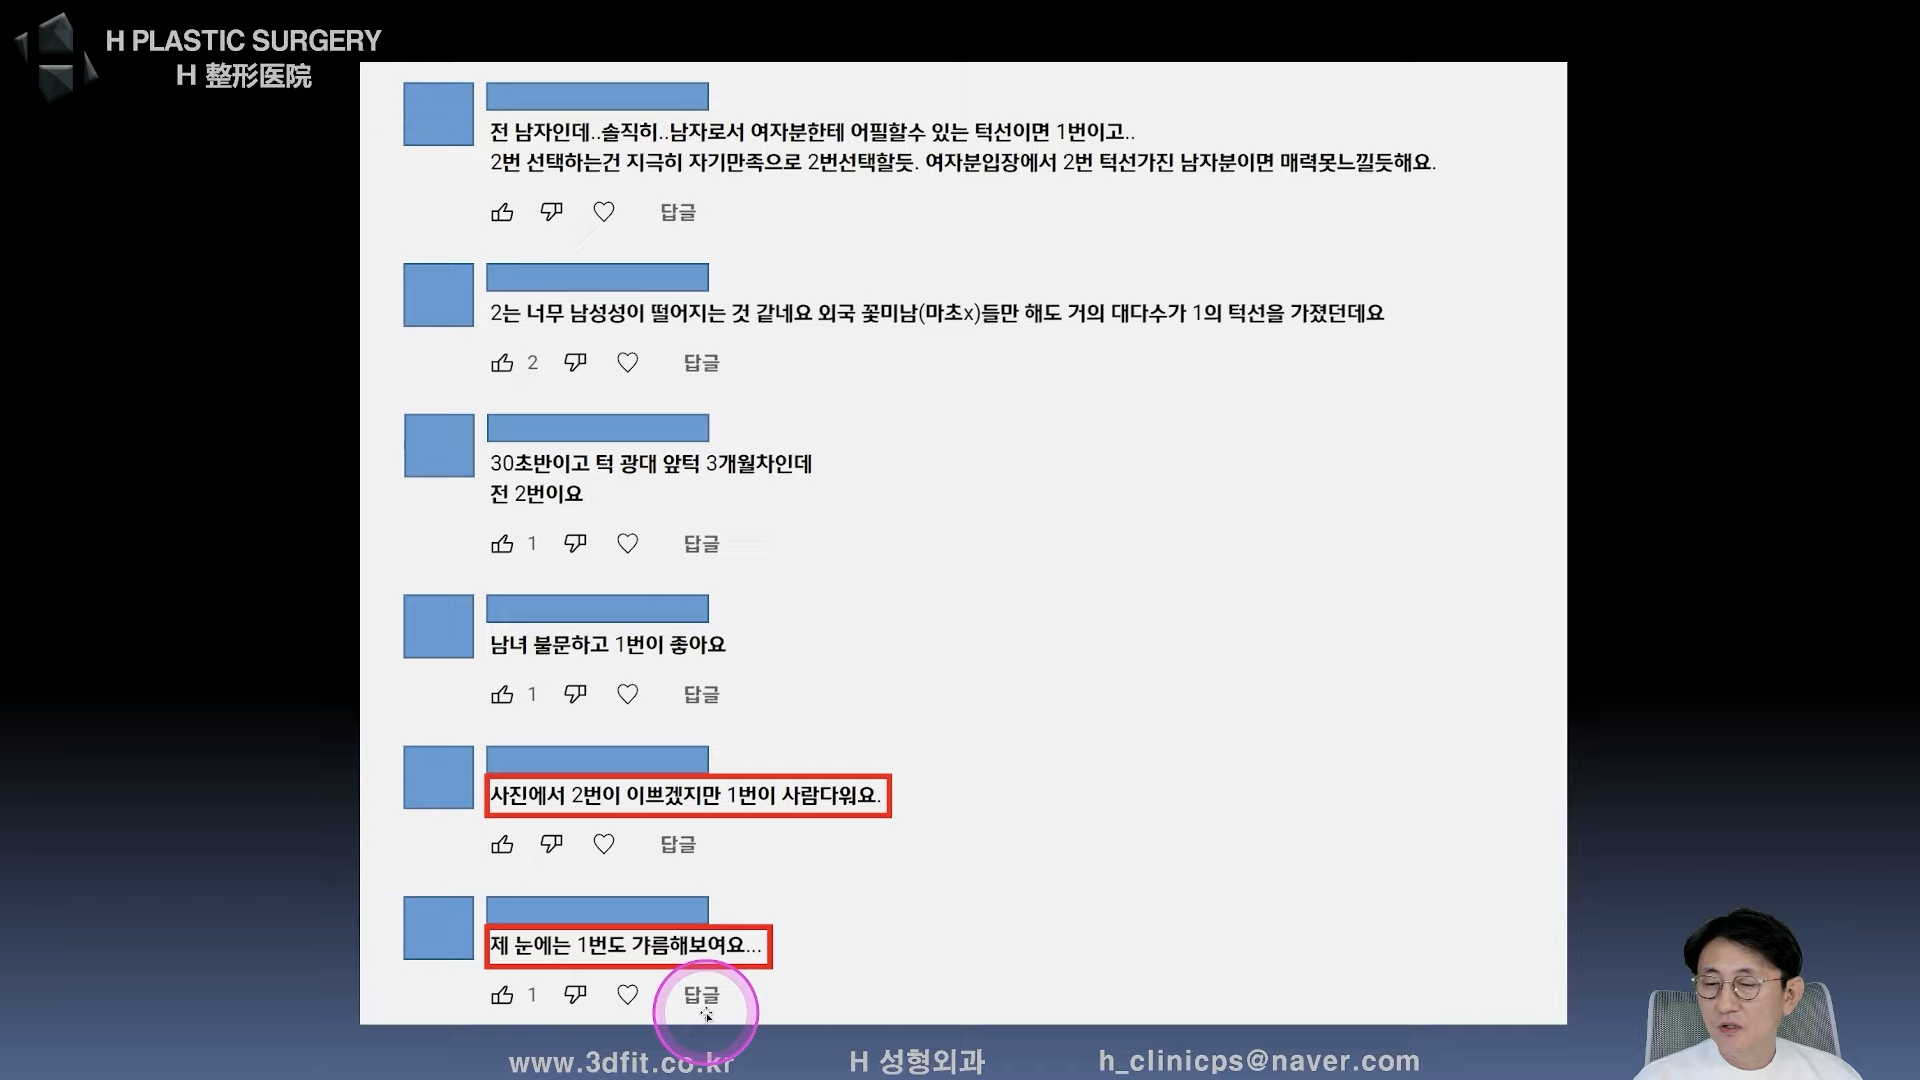 H PLASTIC SURGERY
H 整形医院
전 남자인데..솔직히..남자로서 여자분한테 어필할수 있는 턱선이면 1번이고..
2번 선택하는건 지극히 자기만족으로 2번선택할듯. 여자분입장에서 2번 턱선가진 남자분이면 매력못느낄듯해요.
답글
2는 너무 남성성이 떨어지는 것 같네요 외국 꽃미남(마초x)들만 해도 거의 대다수가 1의 턱선을 가졌던데요
2 답글
30초반이고 턱 광대 앞턱 3개월차인데
전 2번이요
1 답글
남녀 불문하고 1번이 좋아요
1 답글
사진에서 2번이 이쁘겠지만 1번이 사람다워요.
답글
제 눈에는 1번도 갸름해보여요...
1 답글
www.3dfit.co.kr H 성형외과 h_clinicps@naver.com